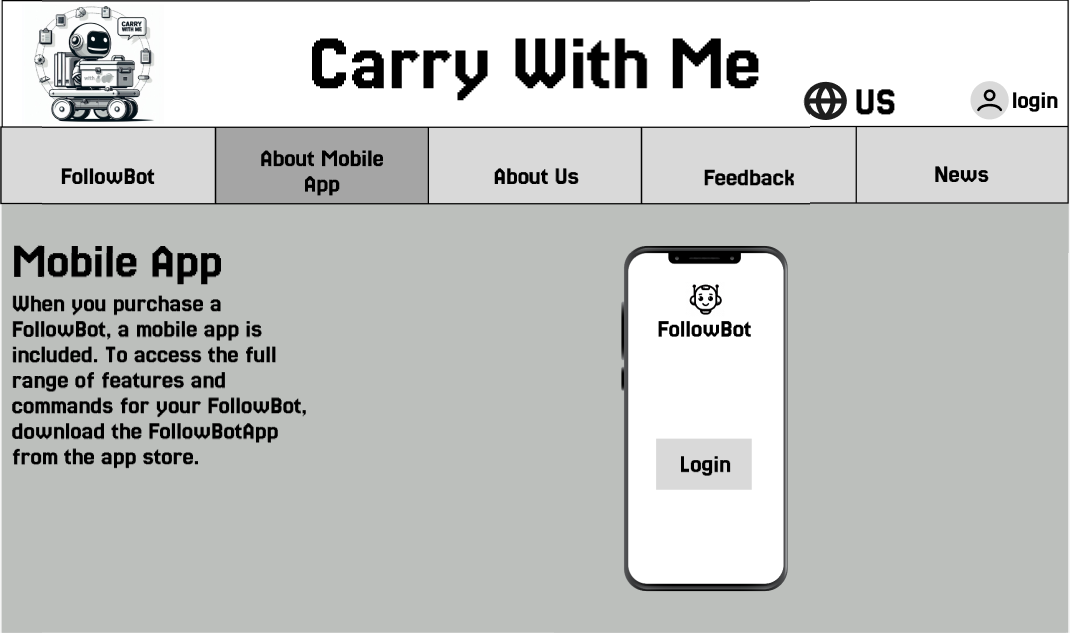 CARRY
WITH ME
with
Carry With Me
US
login
FollowBot
About Mobile
App
About Us
Feedback
News
Mobile App
When you purchase a
FollowBot, a mobile app is
included. To access the full
range of features and
commands for your FollowBot,
download the FollowBotApp
from the app store.
FollowBot
Login